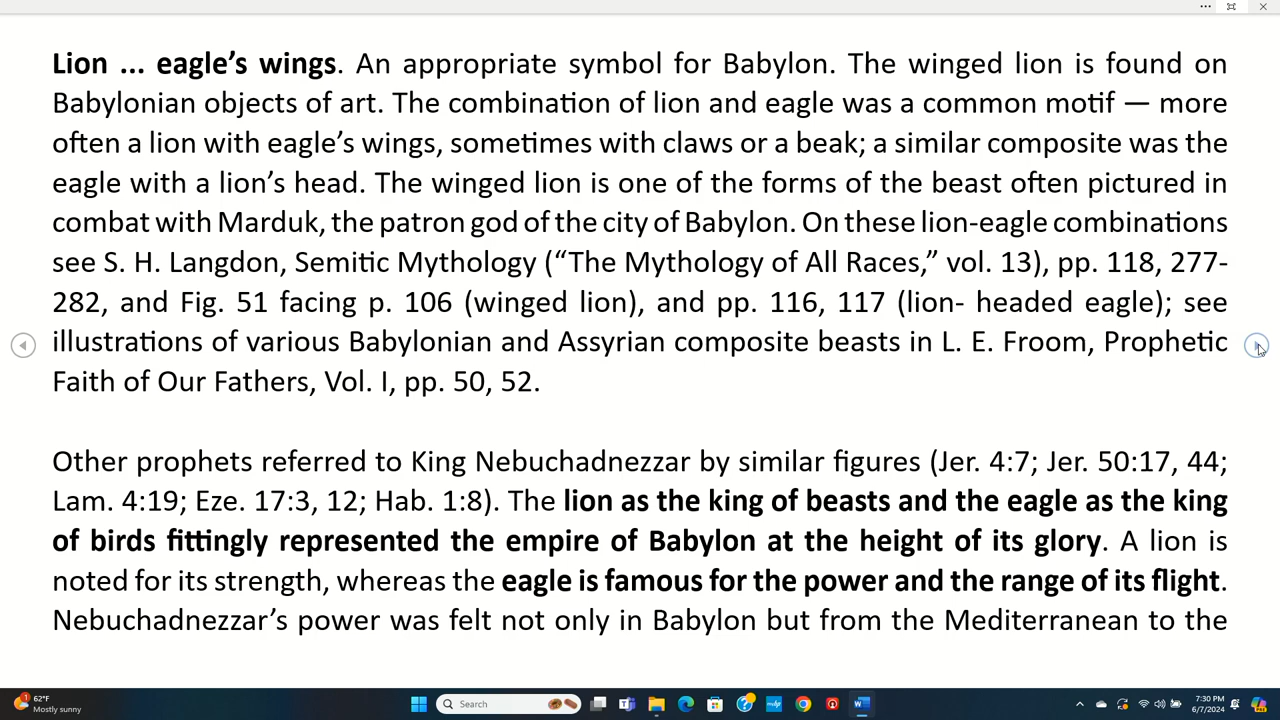 Lion ... eagle’s wings. An appropriate symbol for Babylon. The winged lion is found on
Babylonian objects of art. The combination of lion and eagle was a common motif — more
often a lion with eagle’s wings, sometimes with claws or a beak; a similar composite was the
eagle with a lion’s head. The winged lion is one of the forms of the beast often pictured in
combat with Marduk, the patron god of the city of Babylon. On these lion-eagle combinations
see S. H. Langdon, Semitic Mythology (“The Mythology of All Races,” vol. 13), pp. 118, 277-
282, and Fig. 51 facing p. 106 (winged lion), and pp. 116, 117 (lion- headed eagle); see
illustrations of various Babylonian and Assyrian composite beasts in L. E. Froom, Prophetic
Faith of Our Fathers, Vol. I, pp. 50, 52.
Other prophets referred to King Nebuchadnezzar by similar figures (Jer. 4:7; Jer. 50:17, 44;
Lam. 4:19; Eze. 17:3, 12; Hab. 1:8). The lion as the king of beasts and the eagle as the king
of birds fittingly represented the empire of Babylon at the height of its glory. A lion is
noted for its strength, whereas the eagle is famous for the power and the range of its flight.
Nebuchadnezzar’s power was felt not only in Babylon but from the Mediterranean to the
62°F
Mostly sunny
Search
7:30 PM
6/7/2024